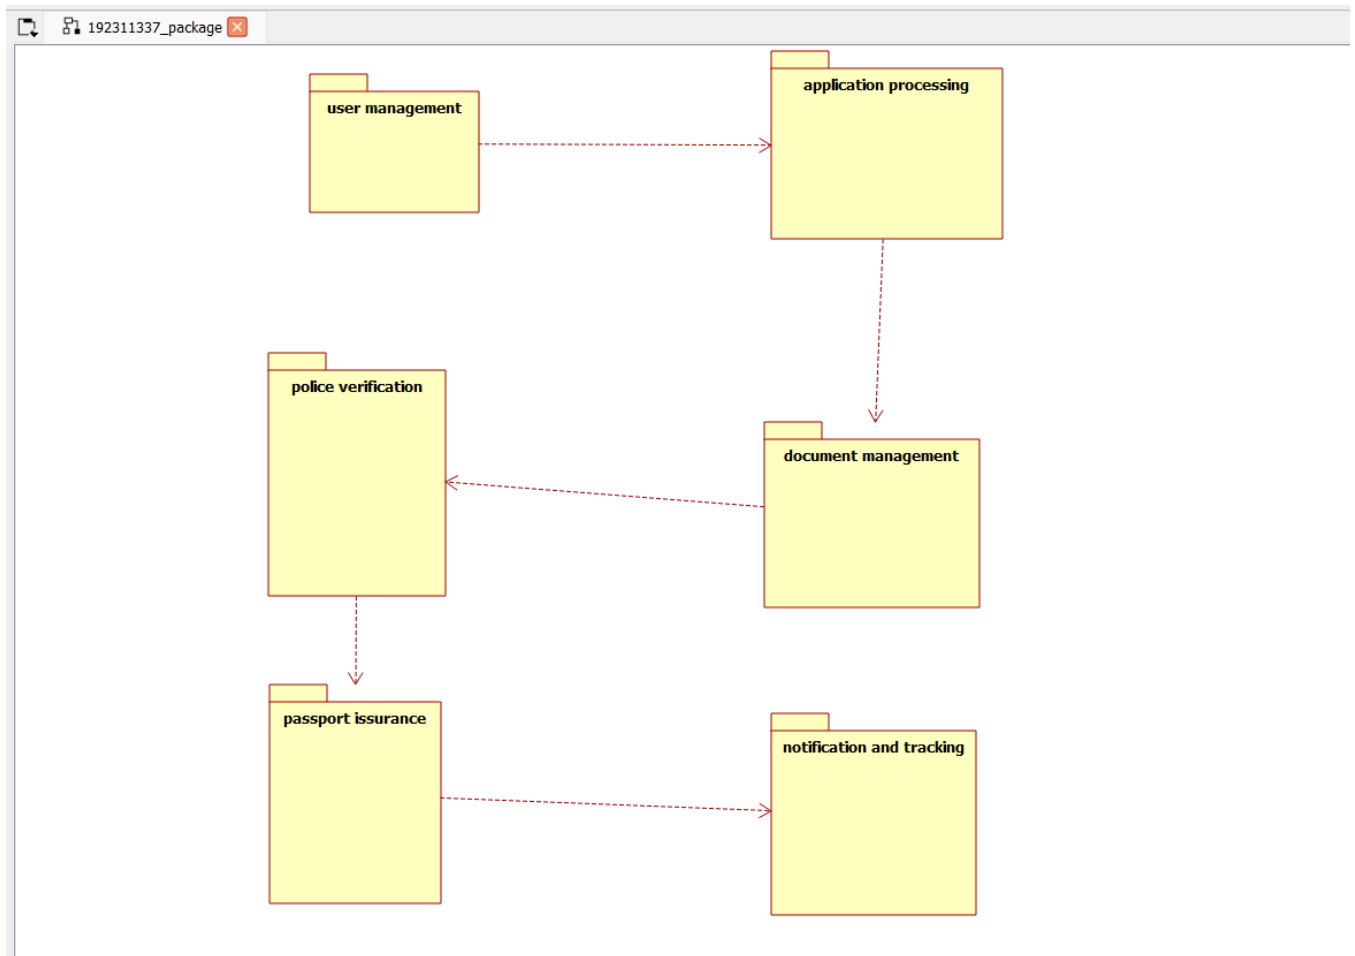 192311337_package
user management
application processing
police verification
document management
passport issurance
notification and tracking